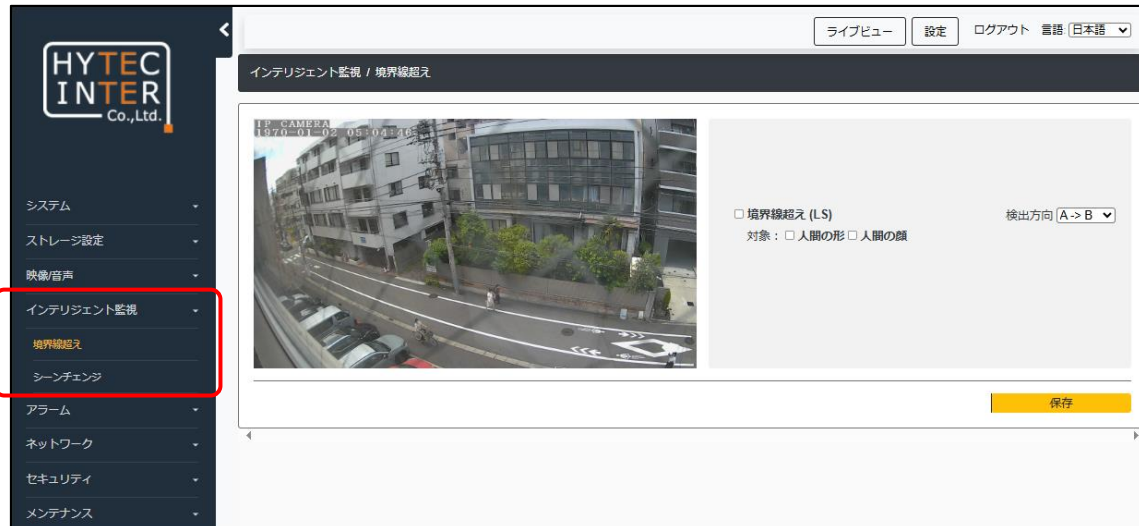 HYTEC
INTER
Co.,Ltd.
ライブビュー 設定 ログアウト 言語: 日本語
インテリジェント監視 / 境界線超え
IP CAMERA
1970-01-02 05:04:46
境界線超え (LS) 検出方向 A -> B
対象: 人間の形 人間の顔
保存
システム
ストレージ設定
映像/音声
インテリジェント監視
境界線超え
シーンチェンジ
アラーム
ネットワーク
セキュリティ
メンテナンス